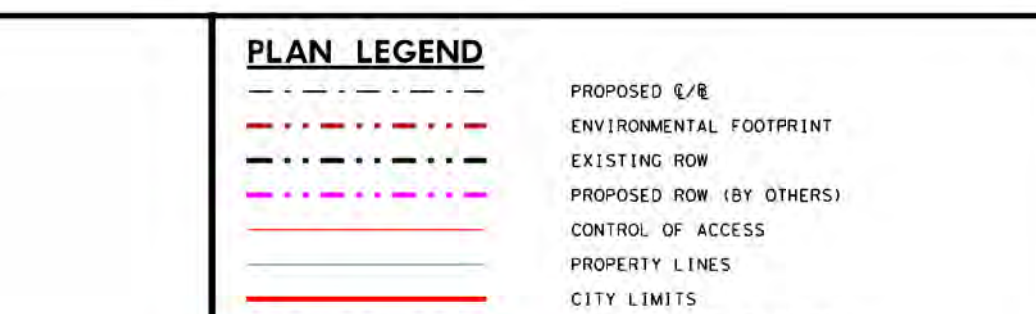 PLAN LEGEND
PROPOSED ℄/B
ENVIRONMENTAL FOOTPRINT
EXISTING ROW
PROPOSED ROW (BY OTHERS)
CONTROL OF ACCESS
PROPERTY LINES
CITY LIMITS